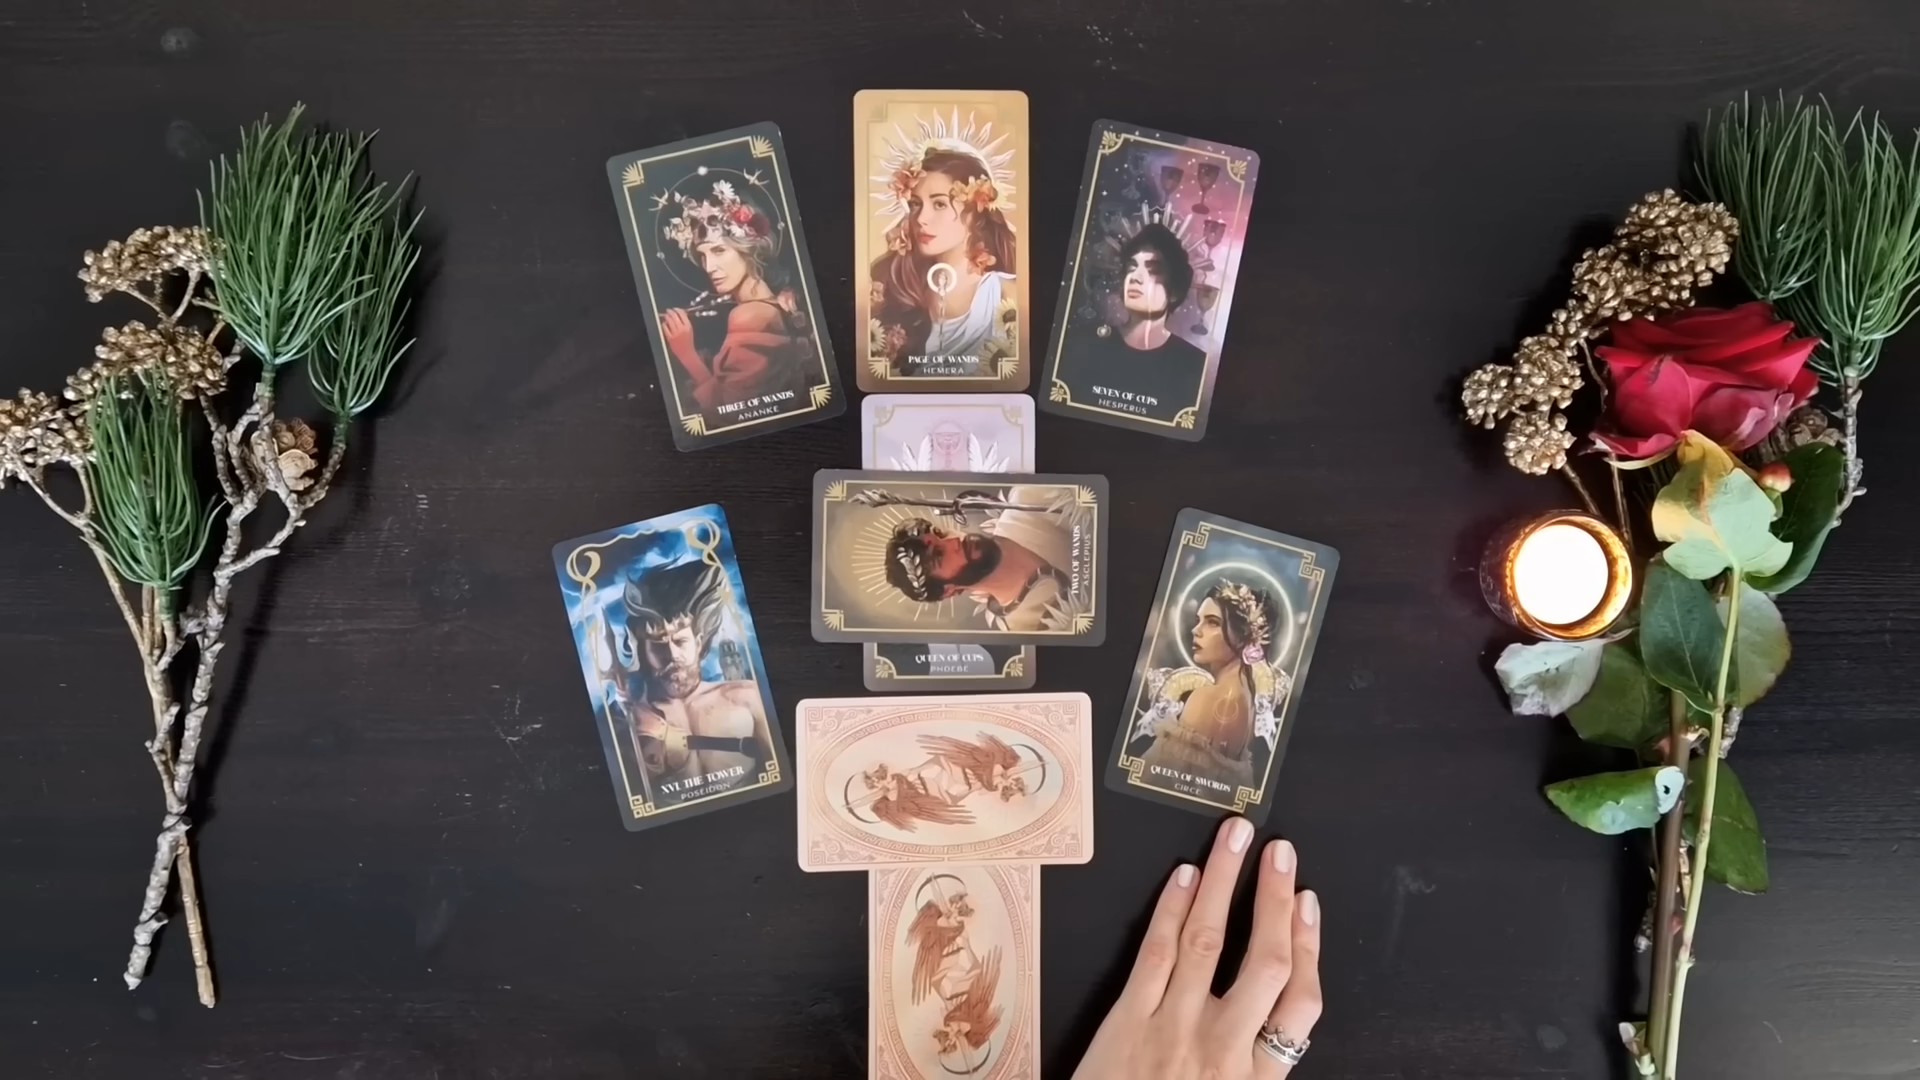 THREE OF WANDS
ANANKE
PAGE OF WANDS
HEMERA
SEVEN OF CUPS
HESPERUS
TWO OF WANDS
ASCLEPIUS
QUEEN OF CUPS
PHOEBE
XVI. THE TOWER
POSEIDON
QUEEN OF SWORDS
CIRCE